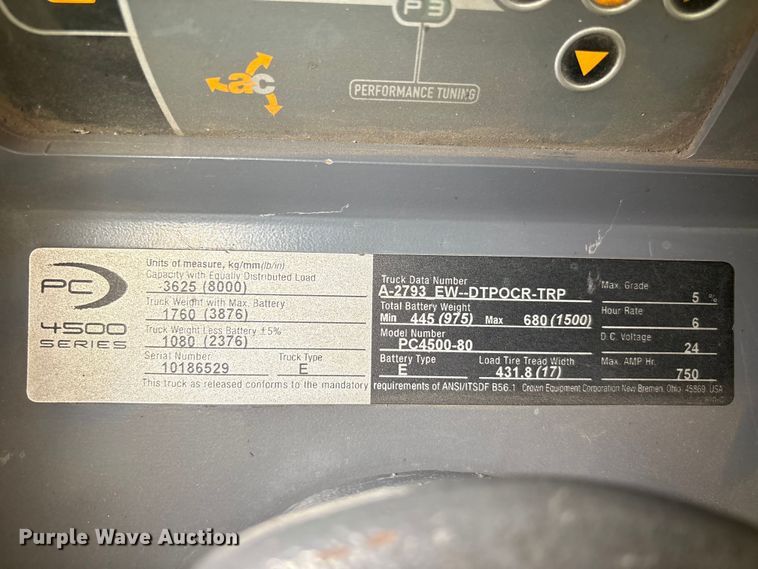 P 3
ac
PERFORMANCE TUNING
PC
4500
SERIES
Units of measure, kg/mm(lb/in)
Capacity with Equally Distributed Load
3625 (8000)
Truck Weight with Max. Battery
1760 (3876)
Truck Weight Less Battery ±5%
1080 (2376)
Serial Number Truck Type
10186529 E
Truck Data Number
A-2793 EW--DTPOCR-TRP
Total Battery Weight
Min 445 (975) Max 680 (1500)
Model Number
PC4500-80
Battery Type Load Tire Tread Width
E 431.8 (17)
Max. Grade
5 %
Hour Rate
6
D.C. Voltage
24
Max. AMP Hr.
750
This truck as released conforms to the mandatory requirements of ANSI/ITSDF B56.1 Crown Equipment Corporation New Bremen, Ohio 45869 USA
Purple Wave Auction®